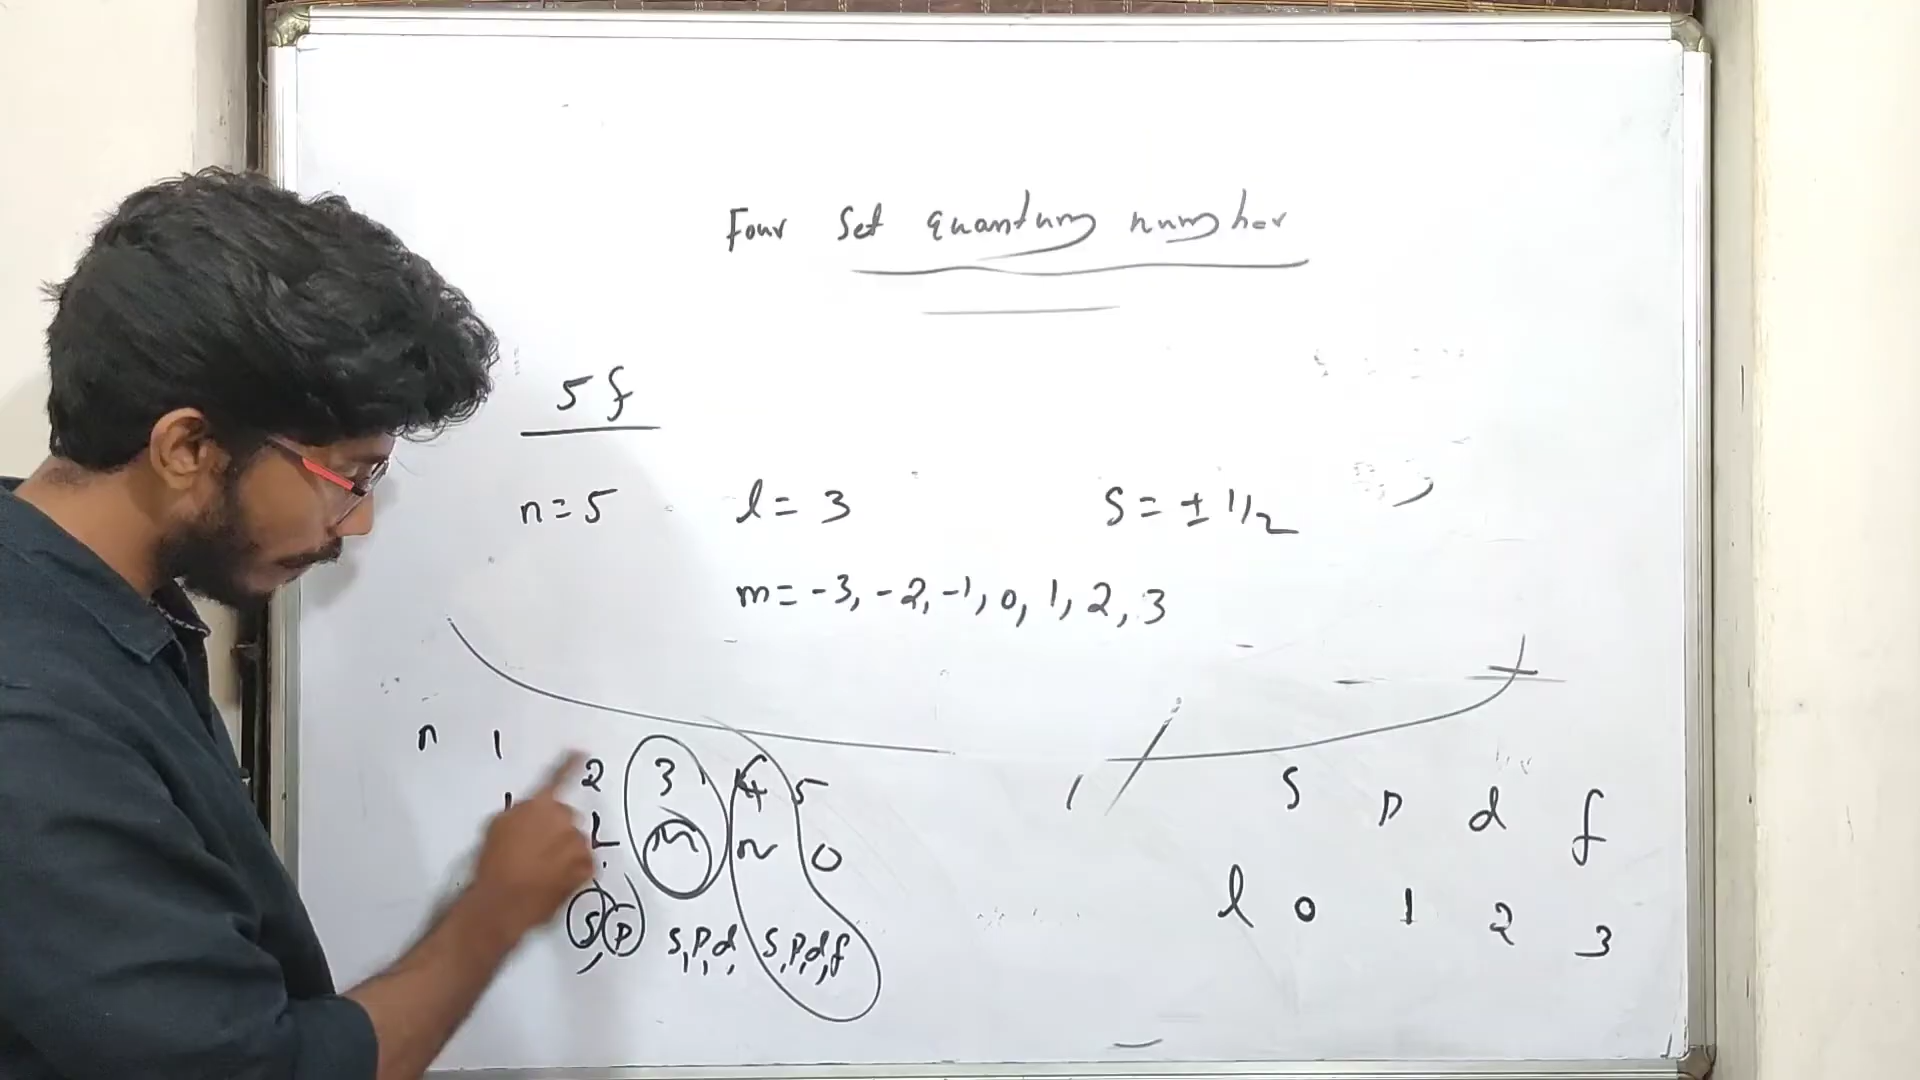 Four Set quantum number
5f
n = 5 l = 3 S = ± 1/2
m = -3, -2, -1, 0, 1, 2, 3
n 1 2 3 4 5
L m N O
S P S, P, d, S, P, d, f
S P d f
l 0 1 2 3